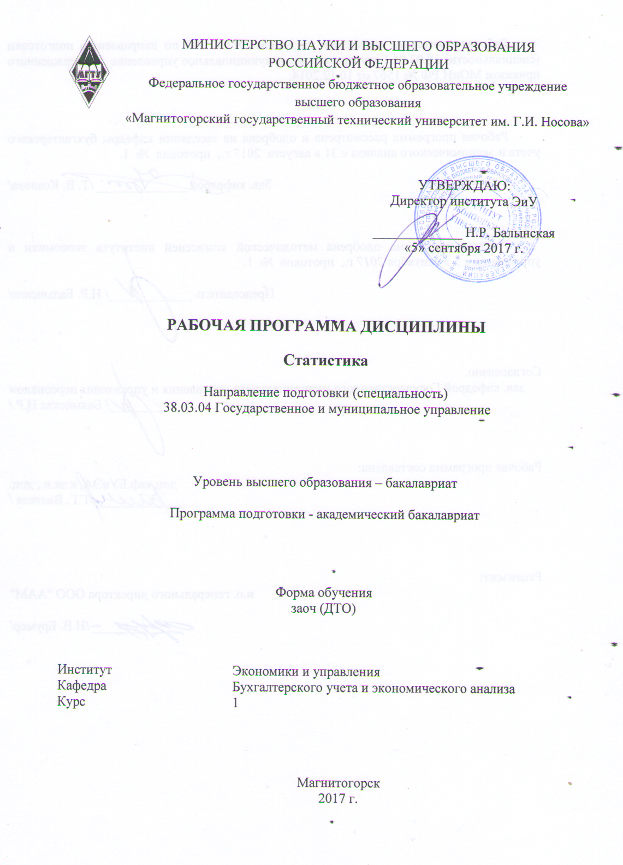 МИНИСТЕРСТВО НАУКИ И ВЫСШЕГО ОБРАЗОВАНИЯ
РОССИЙСКОЙ ФЕДЕРАЦИИ
Федеральное государственное бюджетное образовательное учреждение
высшего образования
«Магнитогорский государственный технический университет им. Г.И. Носова»
УТВЕРЖДАЮ:
Директор института ЭиУ
Н.Р. Балынская
«5» сентября 2017 г.
РАБОЧАЯ ПРОГРАММА ДИСЦИПЛИНЫ
Статистика
Направление подготовки (специальность)
38.03.04 Государственное и муниципальное управление
Уровень высшего образования – бакалавриат
Программа подготовки - академический бакалавриат
Форма обучения
заоч (ДТО)
Институт Экономики и управления
Кафедра Бухгалтерского учета и экономического анализа
Курс 1
Магнитогорск
2017 г.